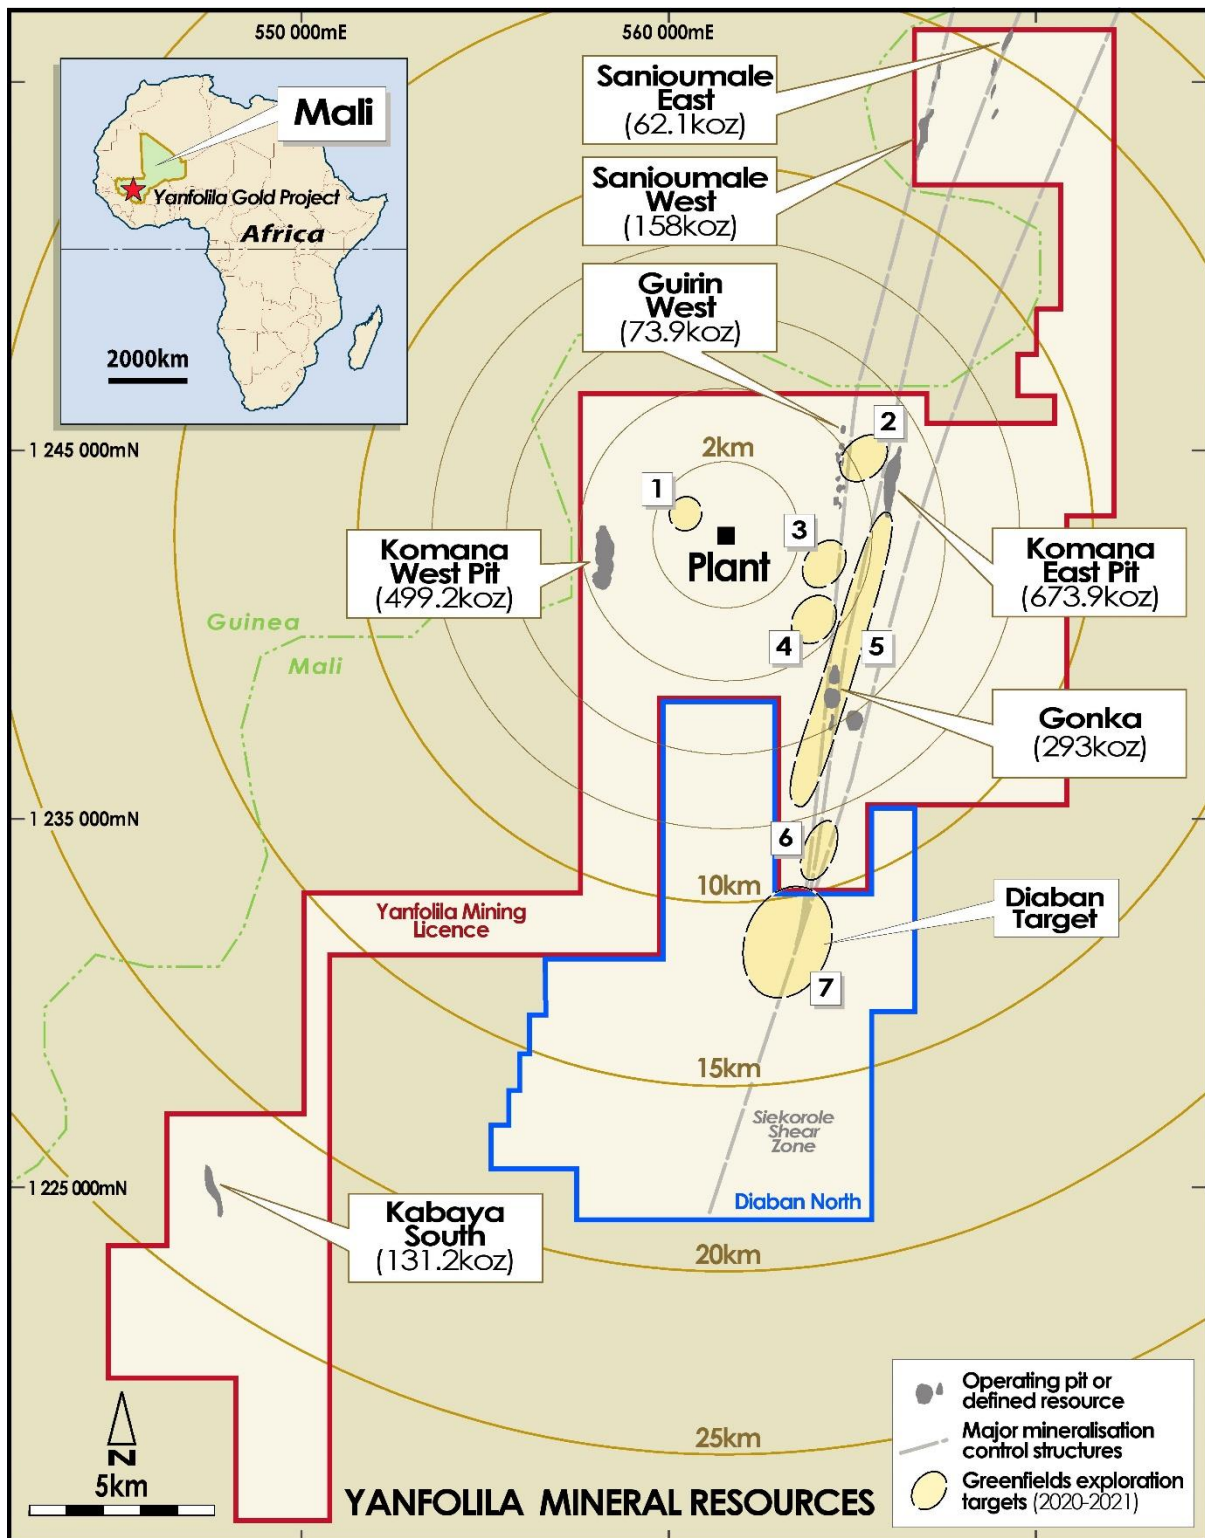 550 000mE
560 000mE
Mali
Yanfolila Gold Project
Africa
2000km
Sanioumale
East
(62.1koz)
Sanioumale
West
(158koz)
Guirin
West
(73.9koz)
1 245 000mN
2km
1
2
3
Plant
Komana
West Pit
(499.2koz)
Komana
East Pit
(673.9koz)
Guinea
Mali
4
5
Gonka
(293koz)
1 235 000mN
6
10km
Yanfolila Mining
Licence
Diaban
Target
7
15km
Siekorole
Shear
Zone
1 225 000mN
Diaban North
Kabaya
South
(131.2koz)
20km
25km
N
5km
YANFOLILA MINERAL RESOURCES
Operating pit or
defined resource
Major mineralisation
control structures
Greenfields exploration
targets (2020-2021)